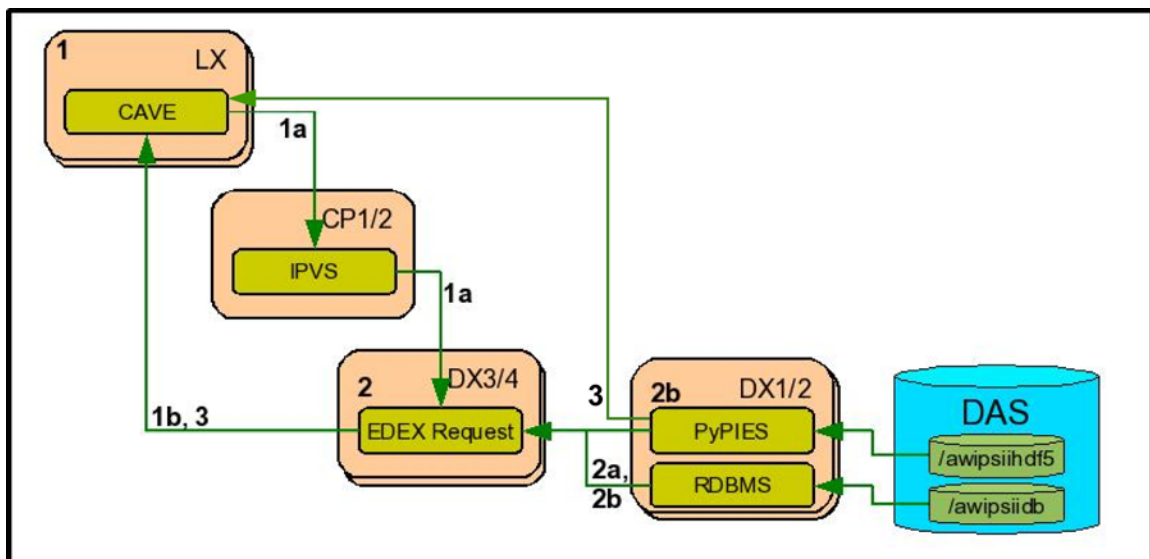 1
LX
CAVE
1a
CP1/2
IPVS
1a
2
DX3/4
EDEX Request
1b, 3
3
2b
DX1/2
PyPIES
2a,
2b
RDBMS
DAS
/awipsiihdf5
/awipsiidb